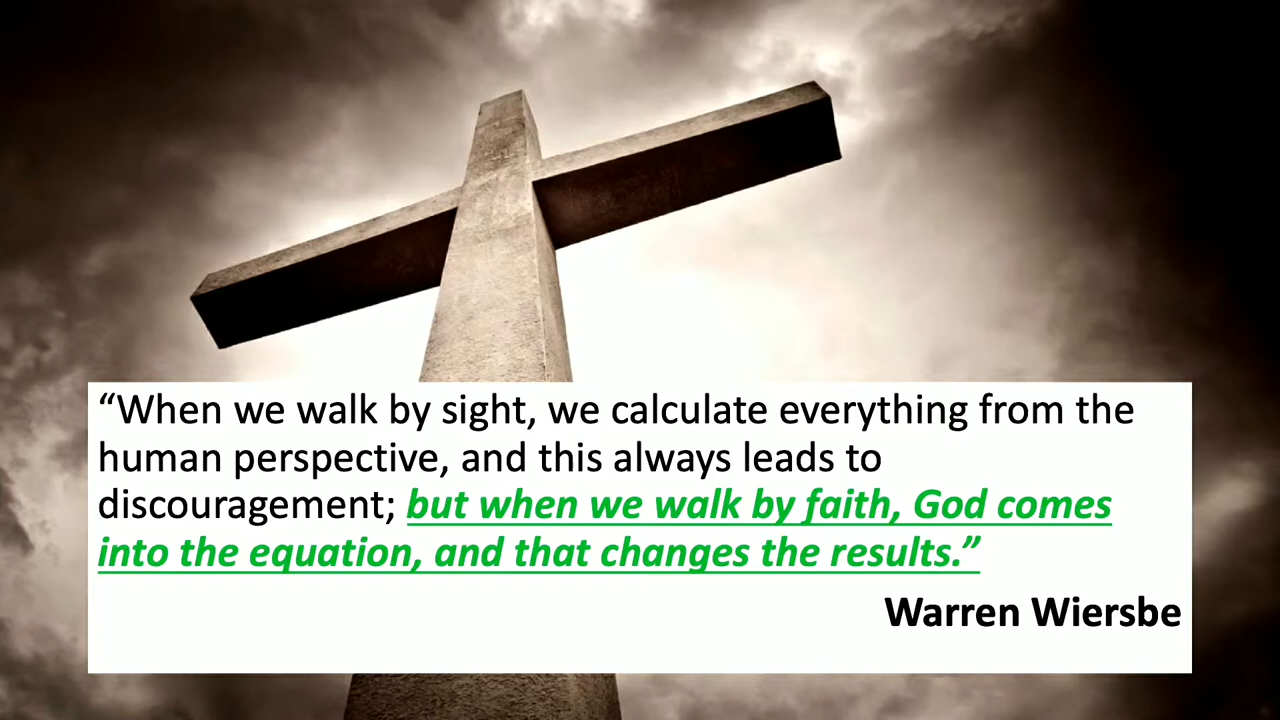 “When we walk by sight, we calculate everything from the
human perspective, and this always leads to
discouragement; but when we walk by faith, God comes
into the equation, and that changes the results.”
Warren Wiersbe